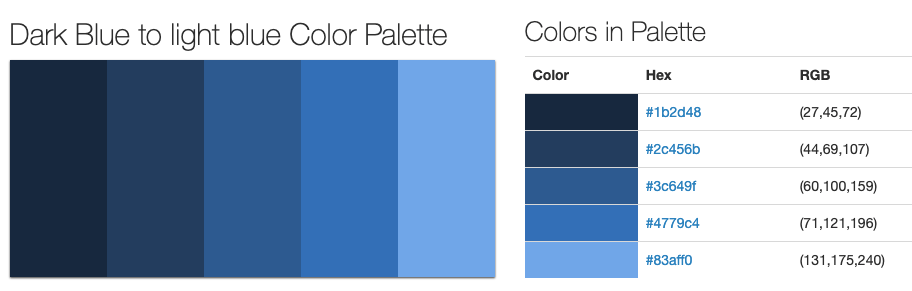 Dark Blue to light blue Color Palette
Colors in Palette
Color Hex RGB
#1b2d48 (27,45,72)
#2c456b (44,69,107)
#3c649f (60,100,159)
#4779c4 (71,121,196)
#83aff0 (131,175,240)